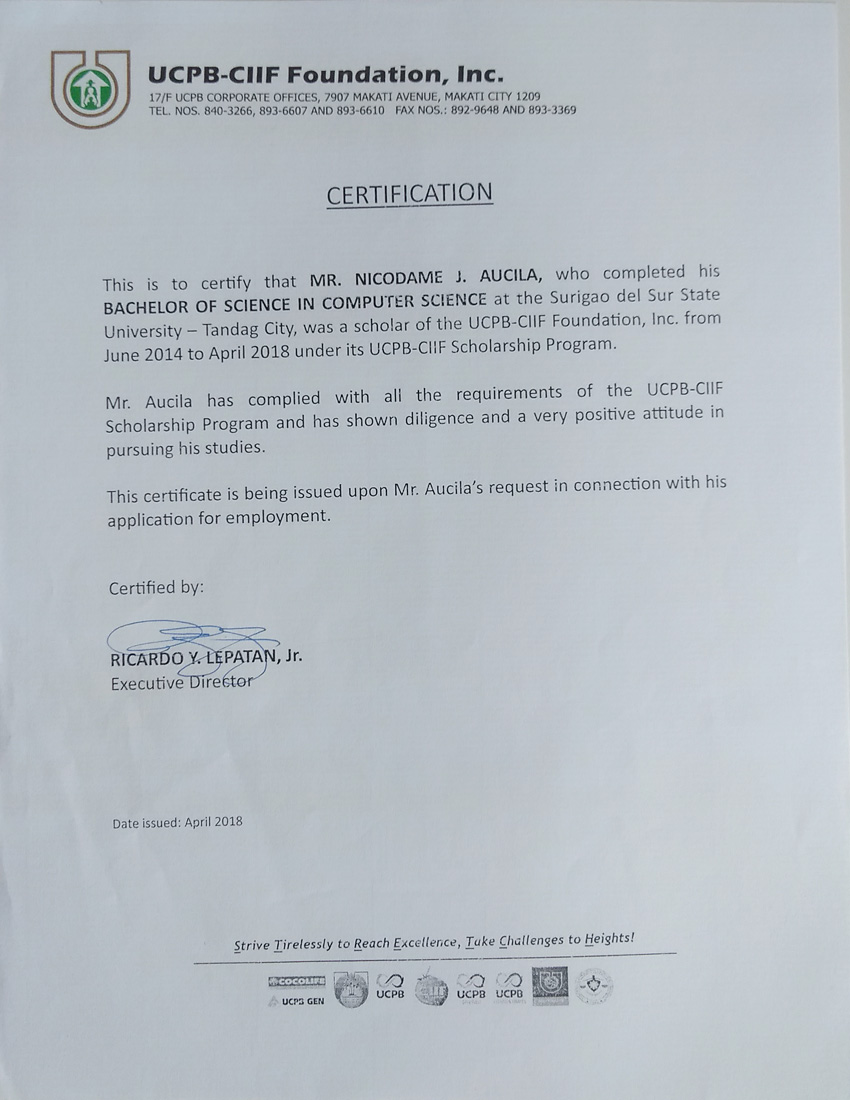 UCPB-CIIF Foundation, Inc.
17/F UCPB CORPORATE OFFICES, 7907 MAKATI AVENUE, MAKATI CITY 1209
TEL. NOS. 840-3266, 893-6607 AND 893-6610 FAX NOS.: 892-9648 AND 893-3369
CERTIFICATION
This is to certify that MR. NICODAME J. AUCILA, who completed his
BACHELOR OF SCIENCE IN COMPUTER SCIENCE at the Surigao del Sur State
University – Tandag City, was a scholar of the UCPB-CIIF Foundation, Inc. from
June 2014 to April 2018 under its UCPB-CIIF Scholarship Program.
Mr. Aucila has complied with all the requirements of the UCPB-CIIF
Scholarship Program and has shown diligence and a very positive attitude in
pursuing his studies.
This certificate is being issued upon Mr. Aucila's request in connection with his
application for employment.
Certified by:
RICARDO Y. LEPATAN, Jr.
Executive Director
Date issued: April 2018
Strive Tirelessly to Reach Excellence, Take Challenges to Heights!
COCOLIFE
UCPB GEN
UCPB
UCPB
UCPB